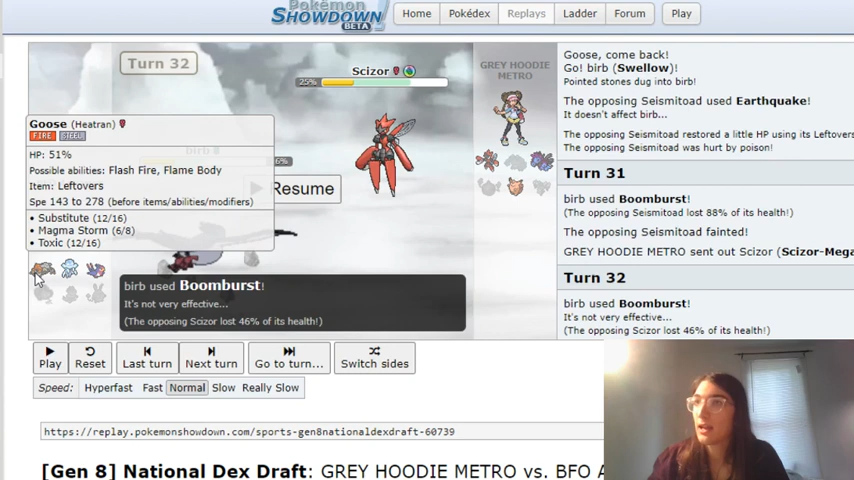 Pokémon
SHOWDOWN
BETA
Home
Pokédex
Replays
Ladder
Forum
Play
Turn 32
Scizor
25%
GREY HOODIE
METRO
Goose (Heatran)
FIRE STEEL
HP: 51%
Possible abilities: Flash Fire, Flame Body
Item: Leftovers
Spe 143 to 278 (before items/abilities/modifiers)
• Substitute (12/16)
• Magma Storm (6/8)
• Toxic (12/16)
6%
Resume
birb used Boomburst!
It's not very effective...
(The opposing Scizor lost 46% of its health!)
Goose, come back!
Go! birb (Swellow)!
Pointed stones dug into birb!
The opposing Seismitoad used Earthquake!
It doesn't affect birb...
The opposing Seismitoad restored a little HP using its Leftovers
The opposing Seismitoad was hurt by poison!
Turn 31
birb used Boomburst!
(The opposing Seismitoad lost 88% of its health!)
The opposing Seismitoad fainted!
GREY HOODIE METRO sent out Scizor (Scizor-Mega
Turn 32
birb used Boomburst!
It's not very effective...
(The opposing Scizor lost 46% of its health!)
Play
Reset
Last turn
Next turn
Go to turn...
Switch sides
Speed: Hyperfast Fast Normal Slow Really Slow
https://replay.pokemonshowdown.com/sports-gen8nationaldexdraft-60739
[Gen 8] National Dex Draft: GREY HOODIE METRO vs. BFO A